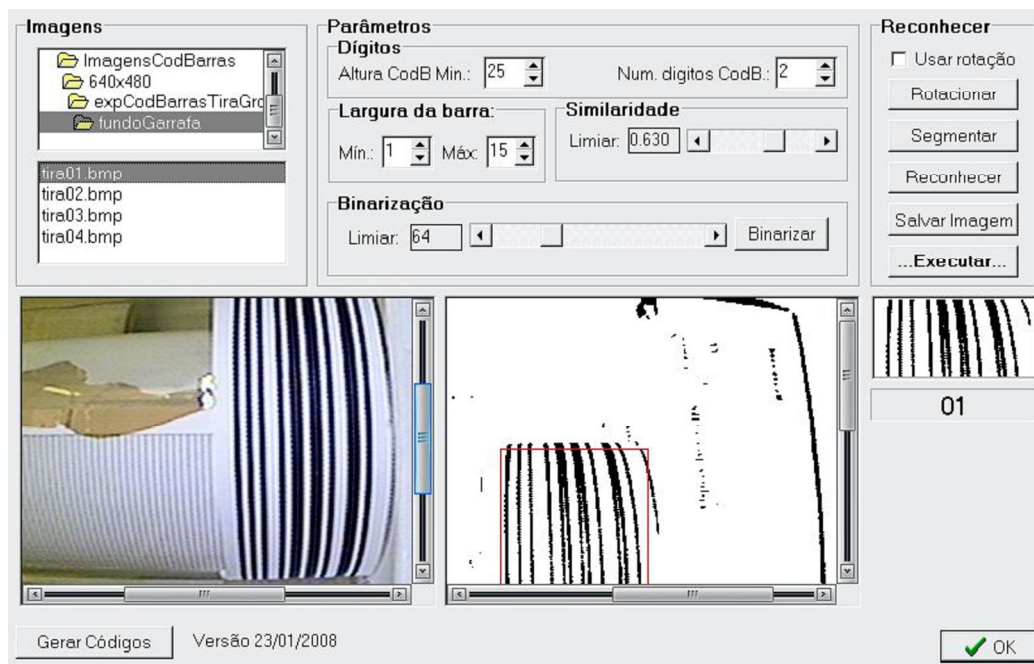 Imagens
ImagensCodBarras
640x480
expCodBarrasTiraGro
fundoGarrafa
tira01.bmp
tira02.bmp
tira03.bmp
tira04.bmp
Parâmetros
Dígitos
Altura CodB Min.: 25
Num. digitos CodB.: 2
Largura da barra:
Mín.: 1 Máx: 15
Similaridade
Limiar: 0.630
Binarização
Limiar: 64
Binarizar
Reconhecer
Usar rotação
Rotacionar
Segmentar
Reconhecer
Salvar Imagem
...Executar...
01
Gerar Códigos Versão 23/01/2008
OK